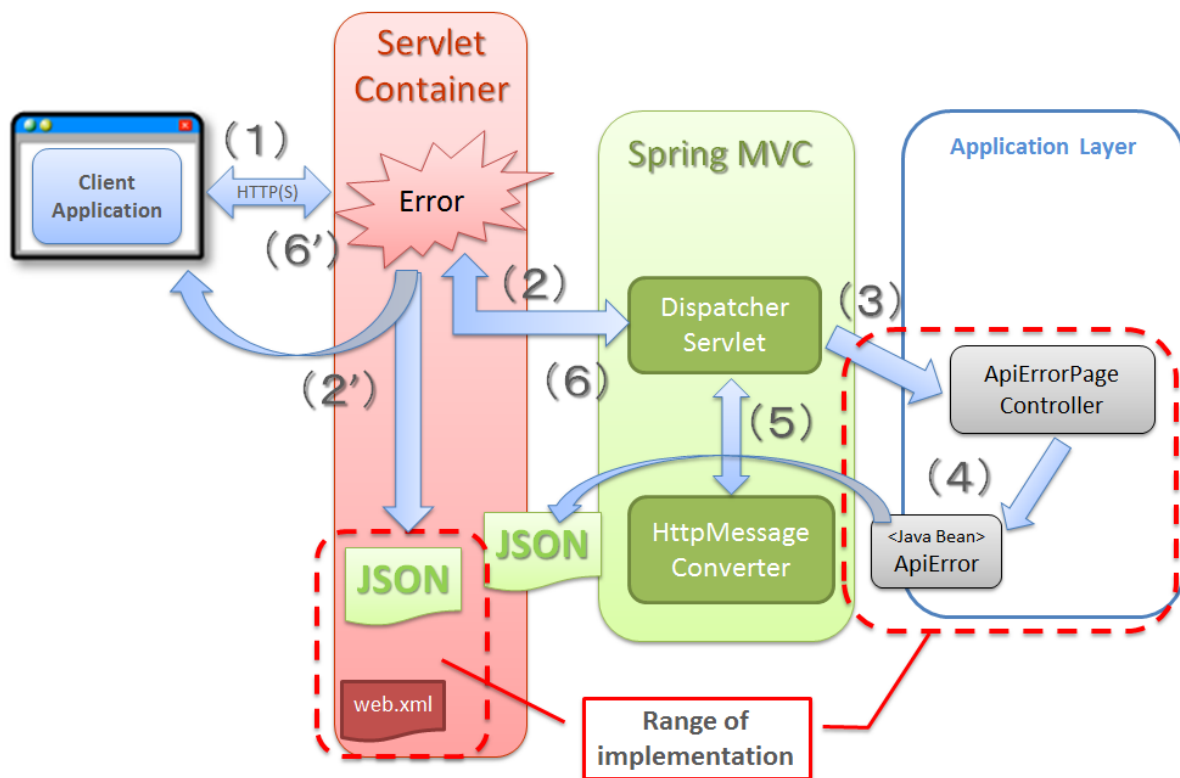 Servlet
Container
Client
Application
(1)
HTTP(S)
Error
(6’)
(2’)
(2)
(6)
JSON
web.xml
JSON
Spring MVC
Dispatcher
Servlet
(5)
HttpMessage
Converter
Application Layer
(3)
ApiErrorPage
Controller
(4)
<Java Bean>
ApiError
Range of
implementation